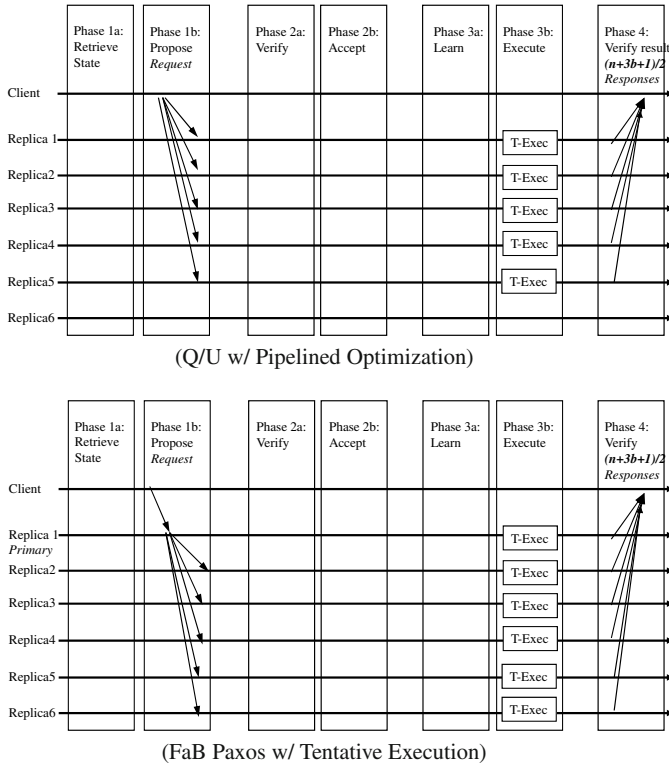 Phase 1a:
Retrieve
State
Phase 1b:
Propose
Request
Phase 2a:
Verify
Phase 2b:
Accept
Phase 3a:
Learn
Phase 3b:
Execute
Phase 4:
Verify result
(n+3b+1)/2
Responses
Client
Replica 1
T-Exec
Replica2
T-Exec
Replica3
T-Exec
Replica4
T-Exec
Replica5
T-Exec
Replica6
(Q/U w/ Pipelined Optimization)
Phase 1a:
Retrieve
State
Phase 1b:
Propose
Request
Phase 2a:
Verify
Phase 2b:
Accept
Phase 3a:
Learn
Phase 3b:
Execute
Phase 4:
Verify
(n+3b+1)/2
Responses
Client
Replica 1
Primary
T-Exec
Replica2
T-Exec
Replica3
T-Exec
Replica4
T-Exec
Replica5
T-Exec
Replica6
T-Exec
(FaB Paxos w/ Tentative Execution)